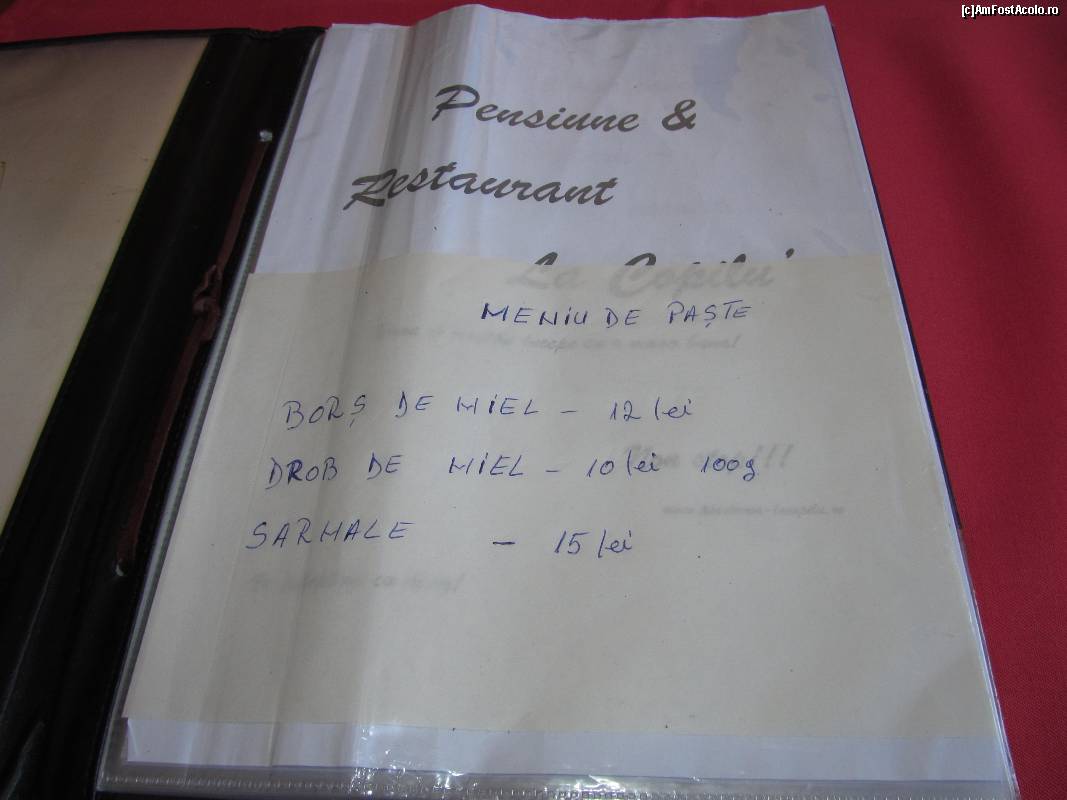 [c]AmFostAcolo.ro
Pensiune &
Restaurant
La Copilu'
MENIU DE PAȘTE
BORȘ DE MIEL – 12 lei
DROB DE MIEL – 10 lei 100g
SARMALE – 15 lei